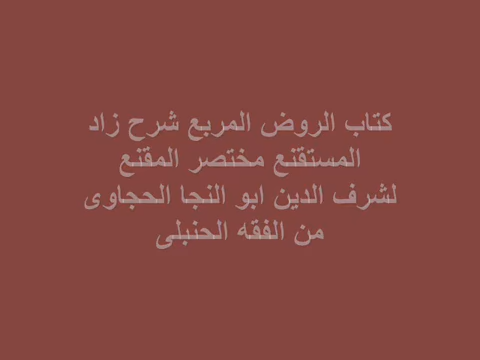 كتاب الروض المربع شرح زاد
المستقنع مختصر المقنع
لشرف الدين ابو النجا الحجاوى
من الفقه الحنبلى